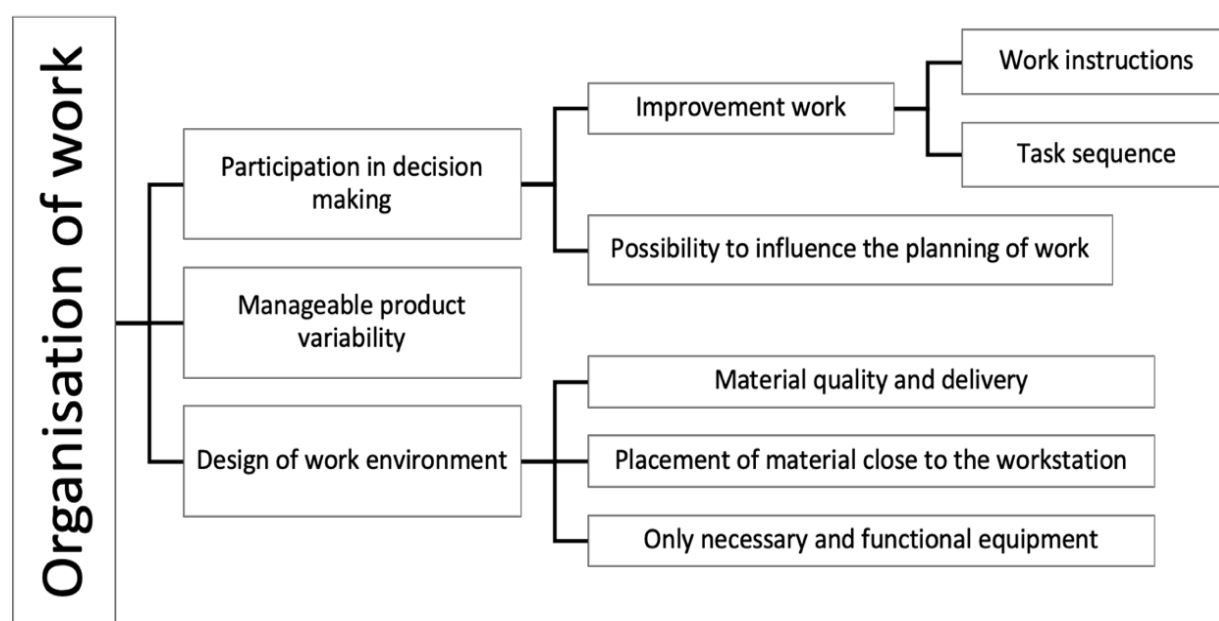 Organisation of work
Participation in decision
making
Manageable product
variability
Design of work environment
Improvement work
Possibility to influence the planning of work
Material quality and delivery
Placement of material close to the workstation
Only necessary and functional equipment
Work instructions
Task sequence